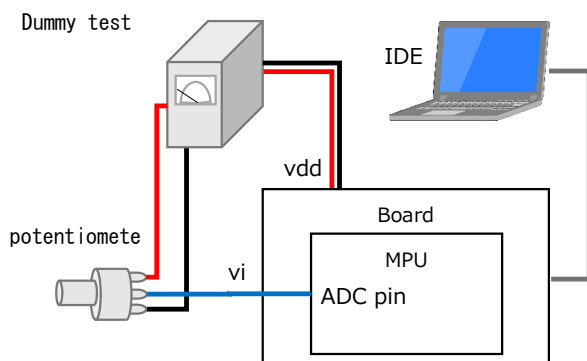 Dummy test
IDE
vdd
Board
potentiomete
MPU
vi
ADC pin